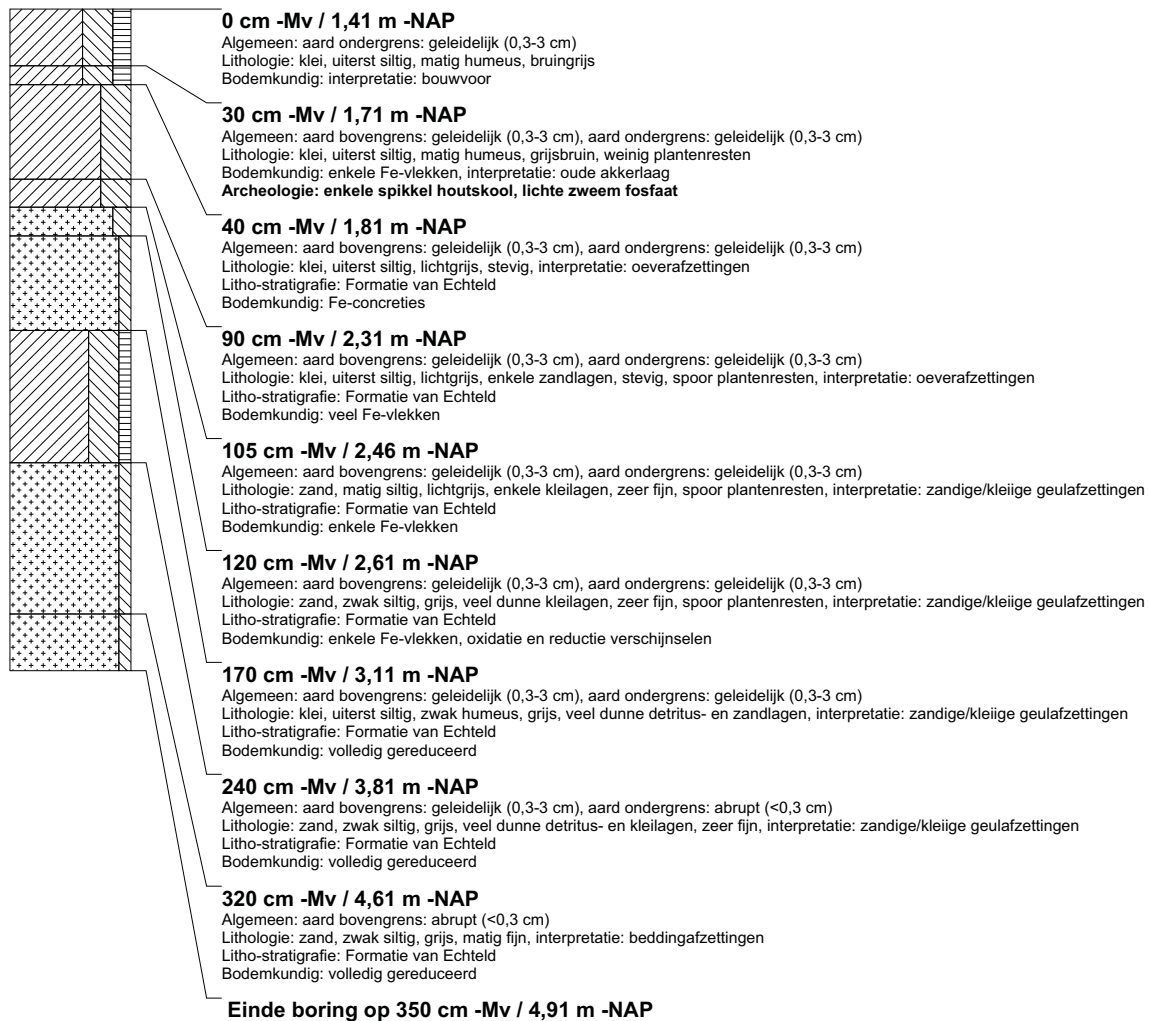 0 cm -Mv / 1,41 m -NAP
Algemeen: aard ondergrens: geleidelijk (0,3-3 cm)
Lithologie: klei, uiterst siltig, matig humeus, bruingrijs
Bodemkundig: interpretatie: bouwvoor
30 cm -Mv / 1,71 m -NAP
Algemeen: aard bovengrens: geleidelijk (0,3-3 cm), aard ondergrens: geleidelijk (0,3-3 cm)
Lithologie: klei, uiterst siltig, matig humeus, grijsbruin, weinig plantenresten
Bodemkundig: enkele Fe-vlekken, interpretatie: oude akkerlaag
Archeologie: enkele spikkel houtskool, lichte zweem fosfaat
40 cm -Mv / 1,81 m -NAP
Algemeen: aard bovengrens: geleidelijk (0,3-3 cm), aard ondergrens: geleidelijk (0,3-3 cm)
Lithologie: klei, uiterst siltig, lichtgrijs, stevig, interpretatie: oeverafzettingen
Litho-stratigrafie: Formatie van Echteld
Bodemkundig: Fe-concreties
90 cm -Mv / 2,31 m -NAP
Algemeen: aard bovengrens: geleidelijk (0,3-3 cm), aard ondergrens: geleidelijk (0,3-3 cm)
Lithologie: klei, uiterst siltig, lichtgrijs, enkele zandlagen, stevig, spoor plantenresten, interpretatie: oeverafzettingen
Litho-stratigrafie: Formatie van Echteld
Bodemkundig: veel Fe-vlekken
105 cm -Mv / 2,46 m -NAP
Algemeen: aard bovengrens: geleidelijk (0,3-3 cm), aard ondergrens: geleidelijk (0,3-3 cm)
Lithologie: zand, matig siltig, lichtgrijs, enkele kleilagen, zeer fijn, spoor plantenresten, interpretatie: zandige/kleiige geulafzettingen
Litho-stratigrafie: Formatie van Echteld
Bodemkundig: enkele Fe-vlekken
120 cm -Mv / 2,61 m -NAP
Algemeen: aard bovengrens: geleidelijk (0,3-3 cm), aard ondergrens: geleidelijk (0,3-3 cm)
Lithologie: zand, zwak siltig, grijs, veel dunne kleilagen, zeer fijn, spoor plantenresten, interpretatie: zandige/kleiige geulafzettingen
Litho-stratigrafie: Formatie van Echteld
Bodemkundig: enkele Fe-vlekken, oxidatie en reductie verschijnselen
170 cm -Mv / 3,11 m -NAP
Algemeen: aard bovengrens: geleidelijk (0,3-3 cm), aard ondergrens: geleidelijk (0,3-3 cm)
Lithologie: klei, uiterst siltig, zwak humeus, grijs, veel dunne detritus- en zandlagen, interpretatie: zandige/kleiige geulafzettingen
Litho-stratigrafie: Formatie van Echteld
Bodemkundig: volledig gereduceerd
240 cm -Mv / 3,81 m -NAP
Algemeen: aard bovengrens: geleidelijk (0,3-3 cm), aard ondergrens: abrupt (<0,3 cm)
Lithologie: zand, zwak siltig, grijs, veel dunne detritus- en kleilagen, zeer fijn, interpretatie: zandige/kleiige geulafzettingen
Litho-stratigrafie: Formatie van Echteld
Bodemkundig: volledig gereduceerd
320 cm -Mv / 4,61 m -NAP
Algemeen: aard bovengrens: abrupt (<0,3 cm)
Lithologie: zand, zwak siltig, grijs, matig fijn, interpretatie: beddingafzettingen
Litho-stratigrafie: Formatie van Echteld
Bodemkundig: volledig gereduceerd
Einde boring op 350 cm -Mv / 4,91 m -NAP